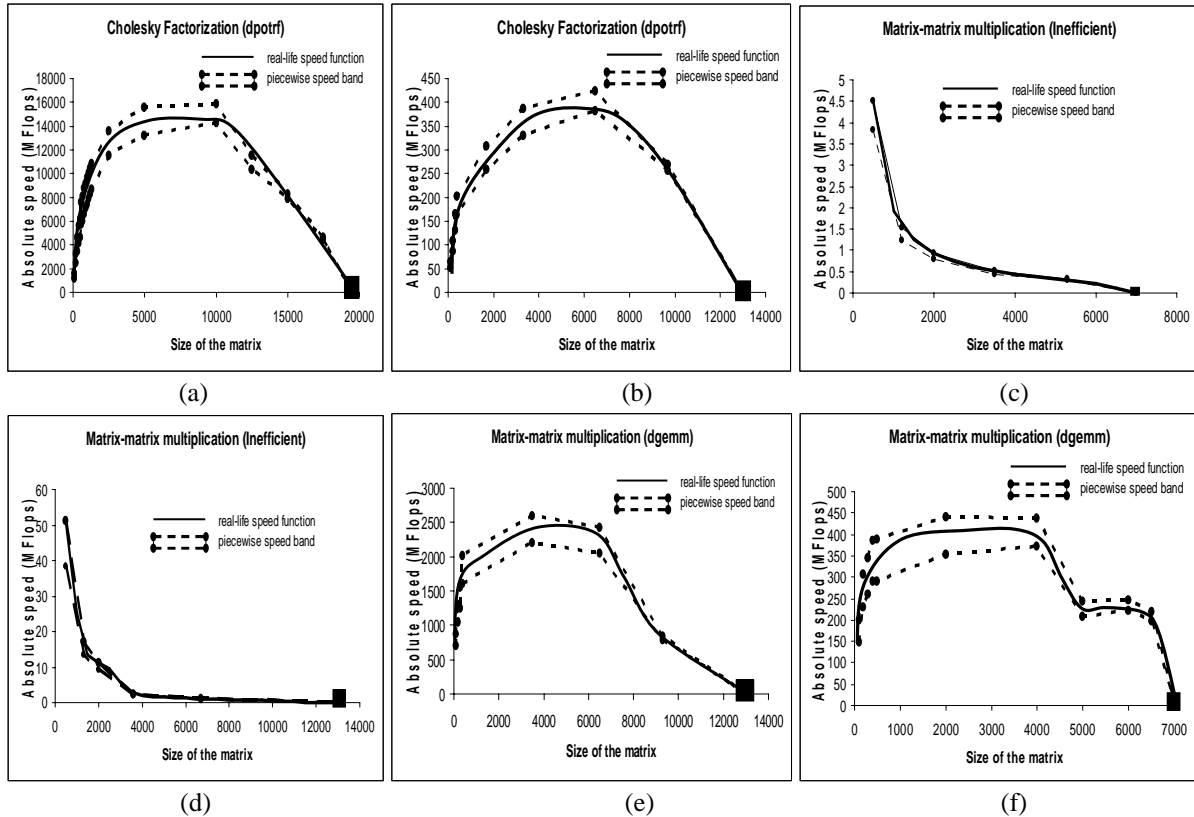 Cholesky Factorization (dpotrf)
real-life speed function
piecewise speed band
Absolute speed (MFlops)
18000
16000
14000
12000
10000
8000
6000
4000
2000
0
0 5000 10000 15000 20000
Size of the matrix
(a)
Cholesky Factorization (dpotrf)
real-life speed function
piecewise speed band
Absolute speed (MFlops)
450
400
350
300
250
200
150
100
50
0
0 2000 4000 6000 8000 10000 12000 14000
Size of the matrix
(b)
Matrix-matrix multiplication (Inefficient)
real-life speed function
piecewise speed band
Absolute speed (MFlops)
5
4.5
4
3.5
3
2.5
2
1.5
1
0.5
0
0 2000 4000 6000 8000
Size of the matrix
(c)
Matrix-matrix multiplication (Inefficient)
real-life speed function
piecewise speed band
Absolute speed (MFlops)
60
50
40
30
20
10
0
0 2000 4000 6000 8000 10000 12000 14000
Size of the matrix
(d)
Matrix-matrix multiplication (dgemm)
real-life speed function
piecewise speed band
Absolute speed (MFlops)
3000
2500
2000
1500
1000
500
0
0 2000 4000 6000 8000 10000 12000 14000
Size of the matrix
(e)
Matrix-matrix multiplication (dgemm)
real-life speed function
piecewise speed band
Absolute speed (MFlops)
500
450
400
350
300
250
200
150
100
50
0
0 1000 2000 3000 4000 5000 6000 7000
Size of the matrix
(f)